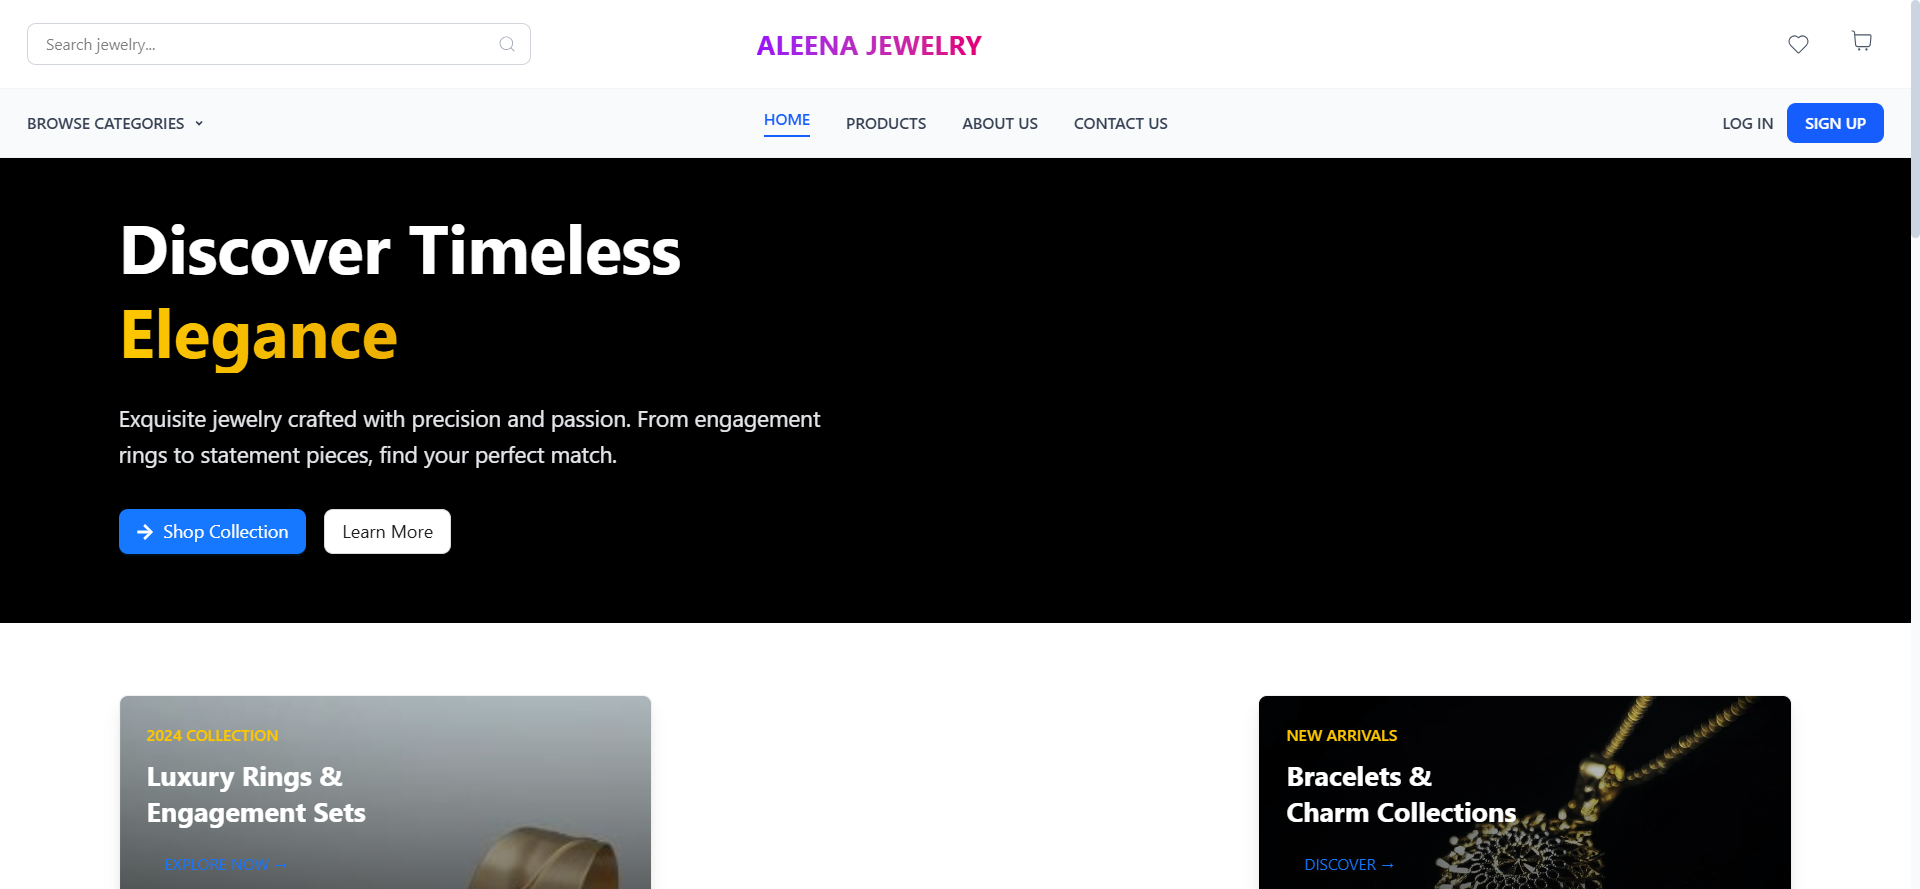 Search jewelry...
ALEENA JEWELRY
BROWSE CATEGORIES
HOME
PRODUCTS
ABOUT US
CONTACT US
LOG IN
SIGN UP
Discover Timeless
Elegance
Exquisite jewelry crafted with precision and passion. From engagement
rings to statement pieces, find your perfect match.
→ Shop Collection
Learn More
2024 COLLECTION
Luxury Rings &
Engagement Sets
EXPLORE NOW →
NEW ARRIVALS
Bracelets &
Charm Collections
DISCOVER →